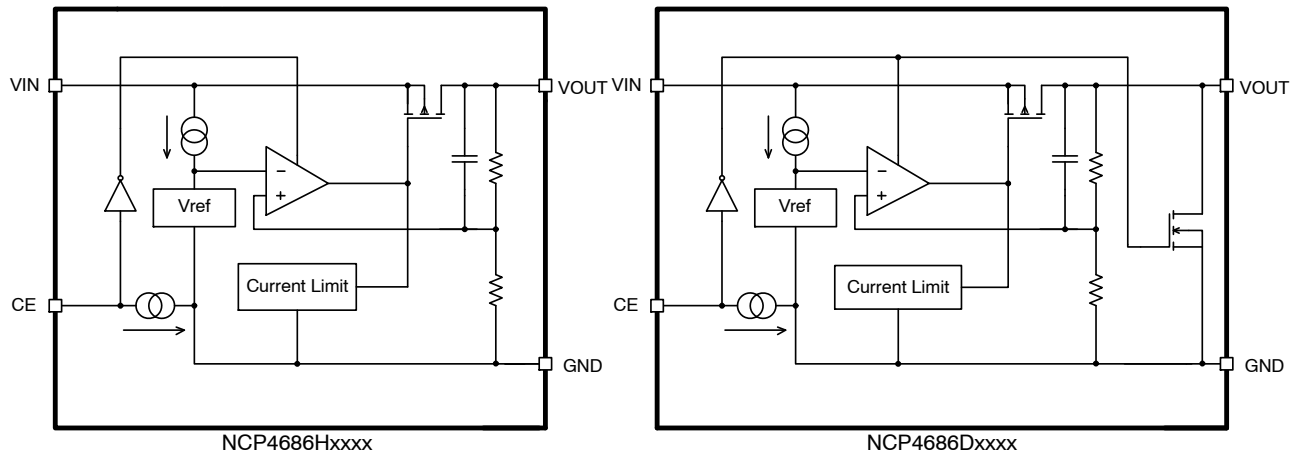 VIN
VOUT
−
+
Vref
Current Limit
CE
GND
NCP4686Hxxxx
VIN
VOUT
−
+
Vref
Current Limit
CE
GND
NCP4686Dxxxx